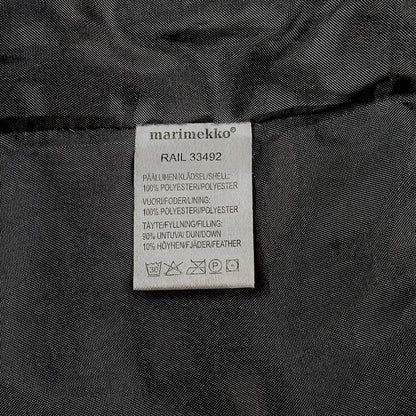 marimekko®
RAIL 33492
PÄÄLLINEN/KLÄDSEL/SHELL:
100% POLYESTERI/POLYESTER
VUORI/FODER/LINING:
100% POLYESTERI/POLYESTER
TÄYTE/FYLLNING/FILLING:
90% UNTUVA/ DUN/DOWN
10% HÖYHEN/FJÄDER/FEATHER
30 P